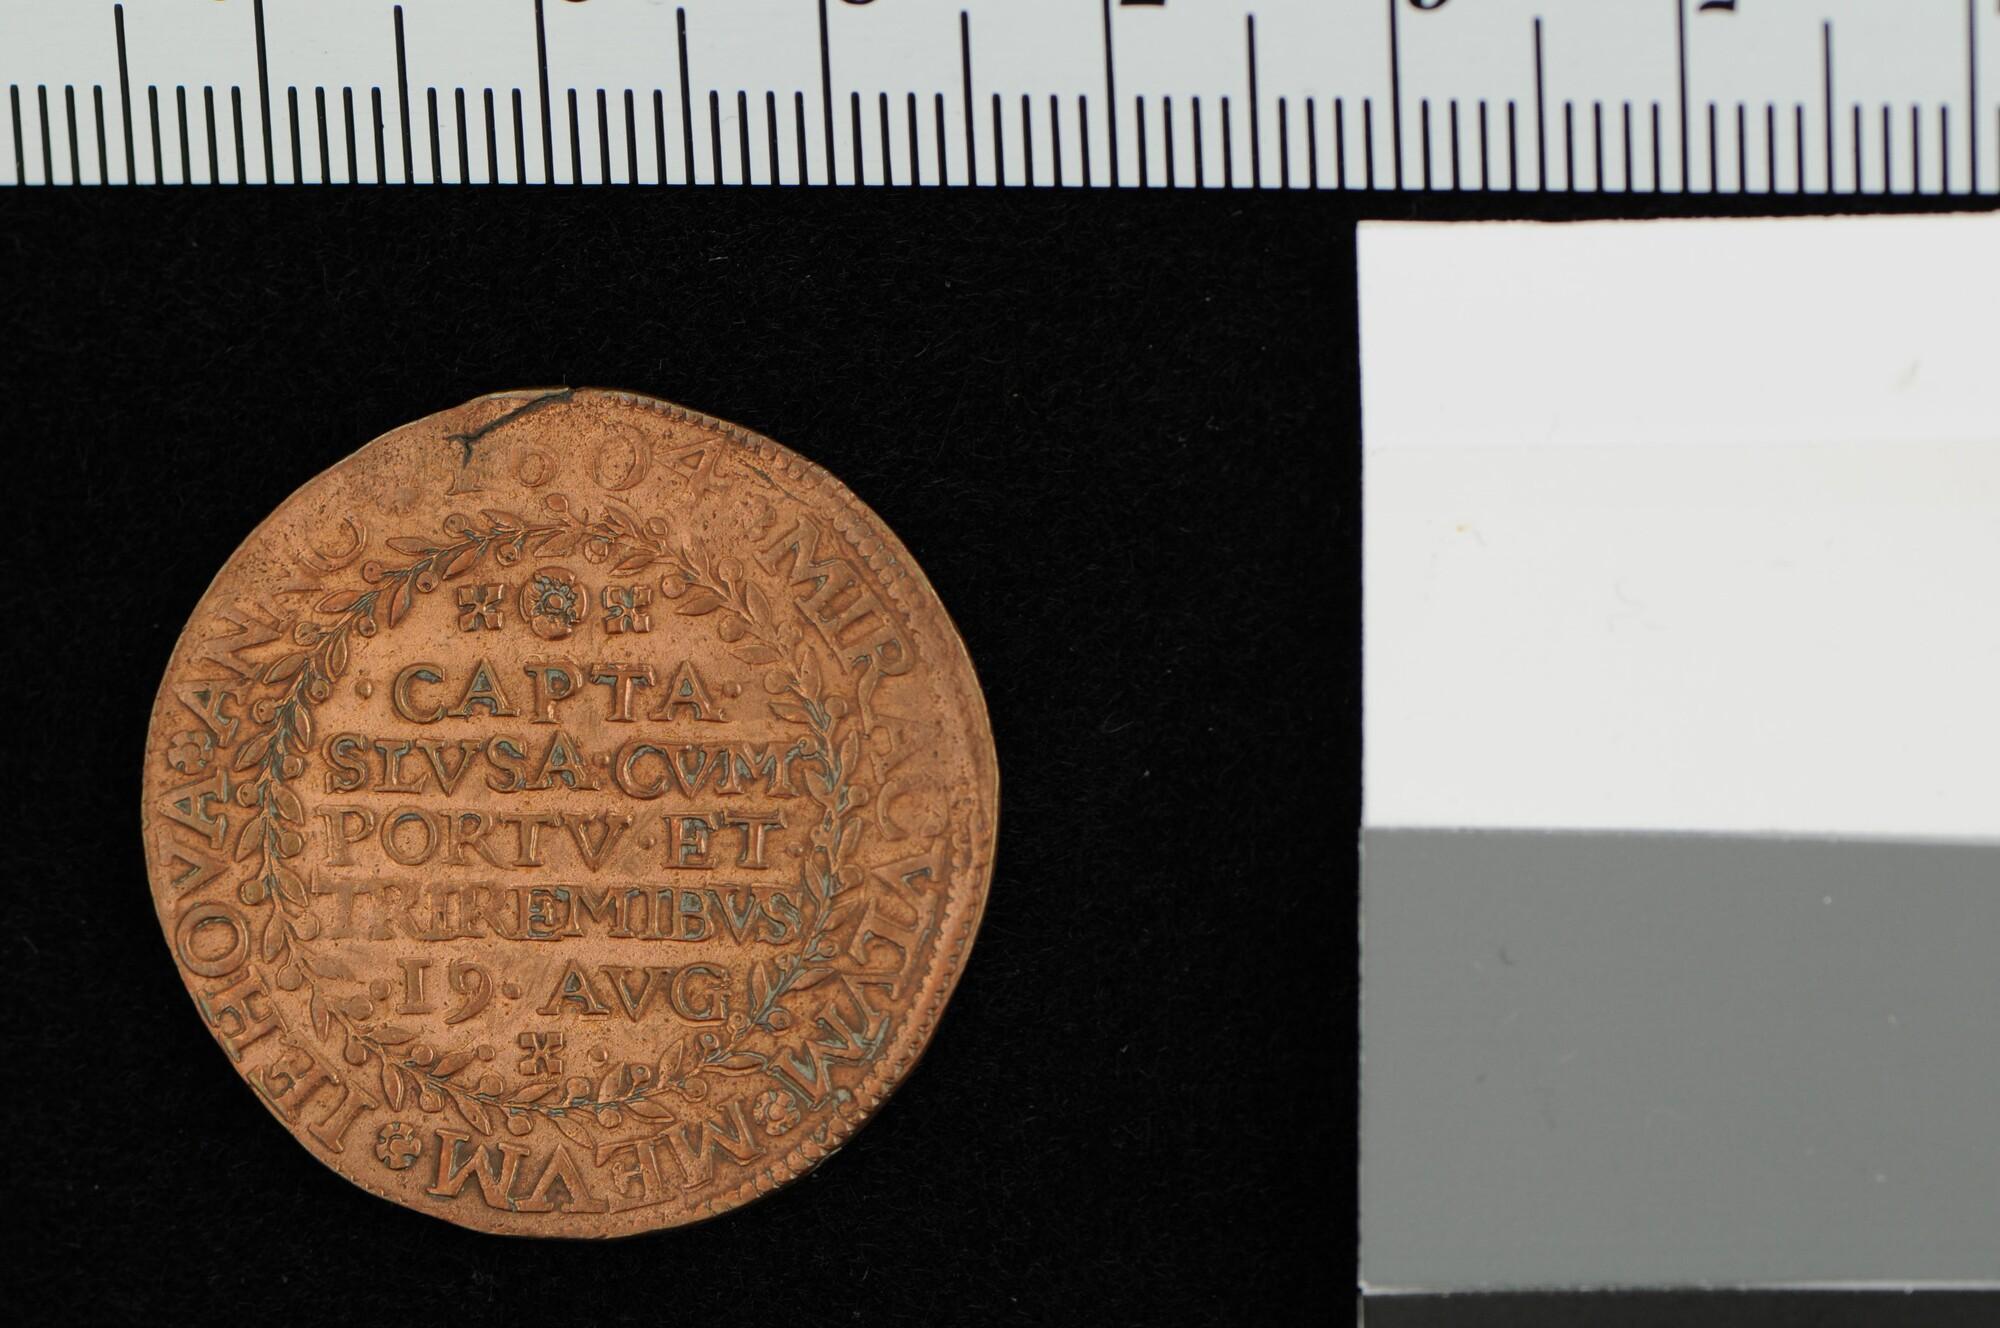 MIRACVLVM MEVM IEHOVA ANNO 1604
· CAPTA ·
SLVSA · CVM
PORTV · ET ·
TRIREMIBVS
· 19 · AVG